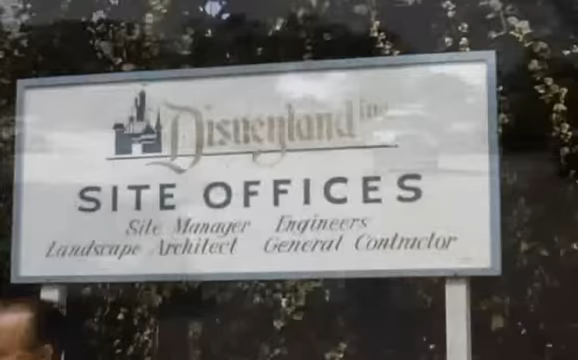 Disneyland Inc
SITE OFFICES
Site Manager Engineers
Landscape Architect General Contractor